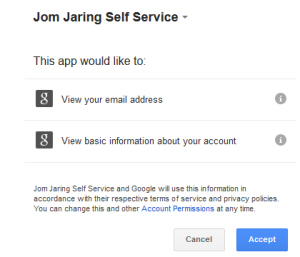 Jom Jaring Self Service
This app would like to:
View your email address
View basic information about your account
Jom Jaring Self Service and Google will use this information in
accordance with their respective terms of service and privacy policies.
You can change this and other Account Permissions at any time.
Cancel Accept